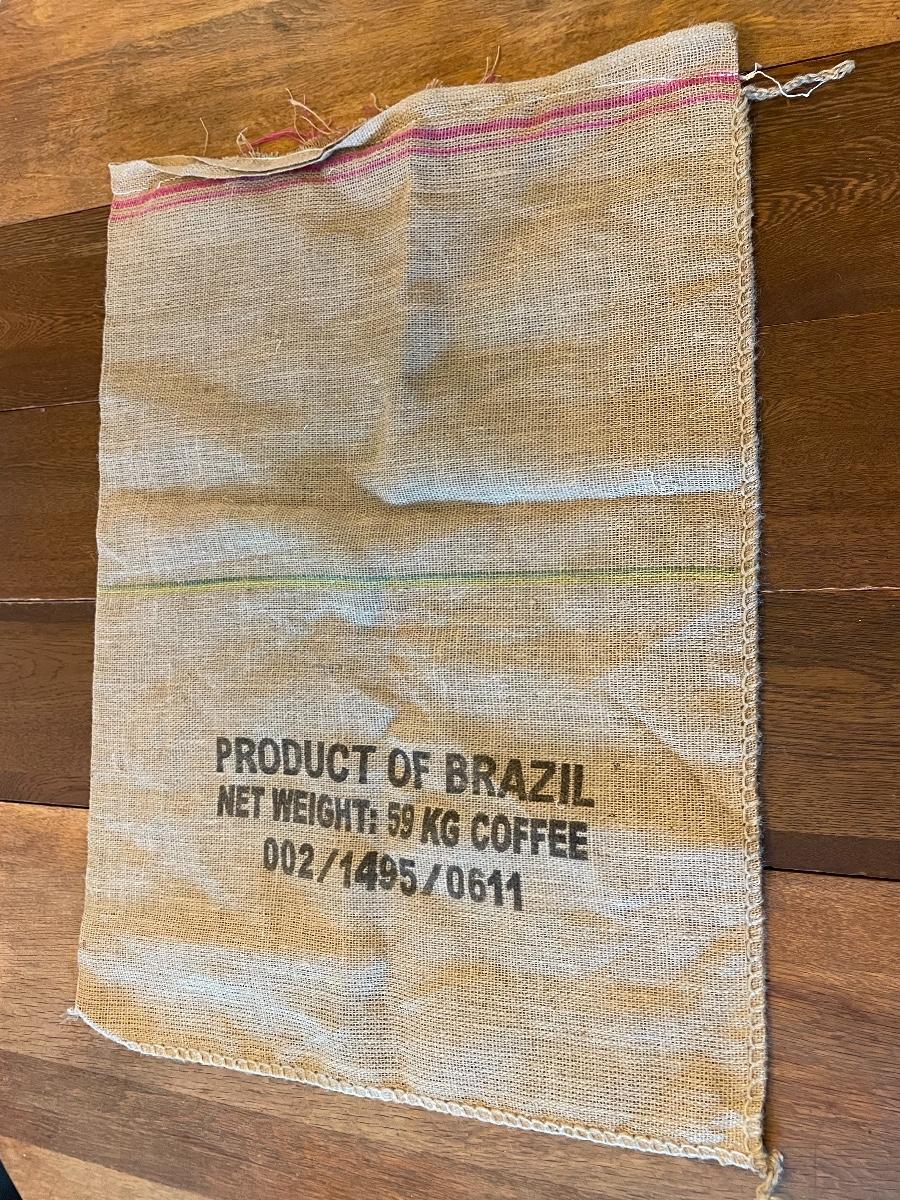 PRODUCT OF BRAZIL
NET WEIGHT: 59 KG COFFEE
002/1495/0611